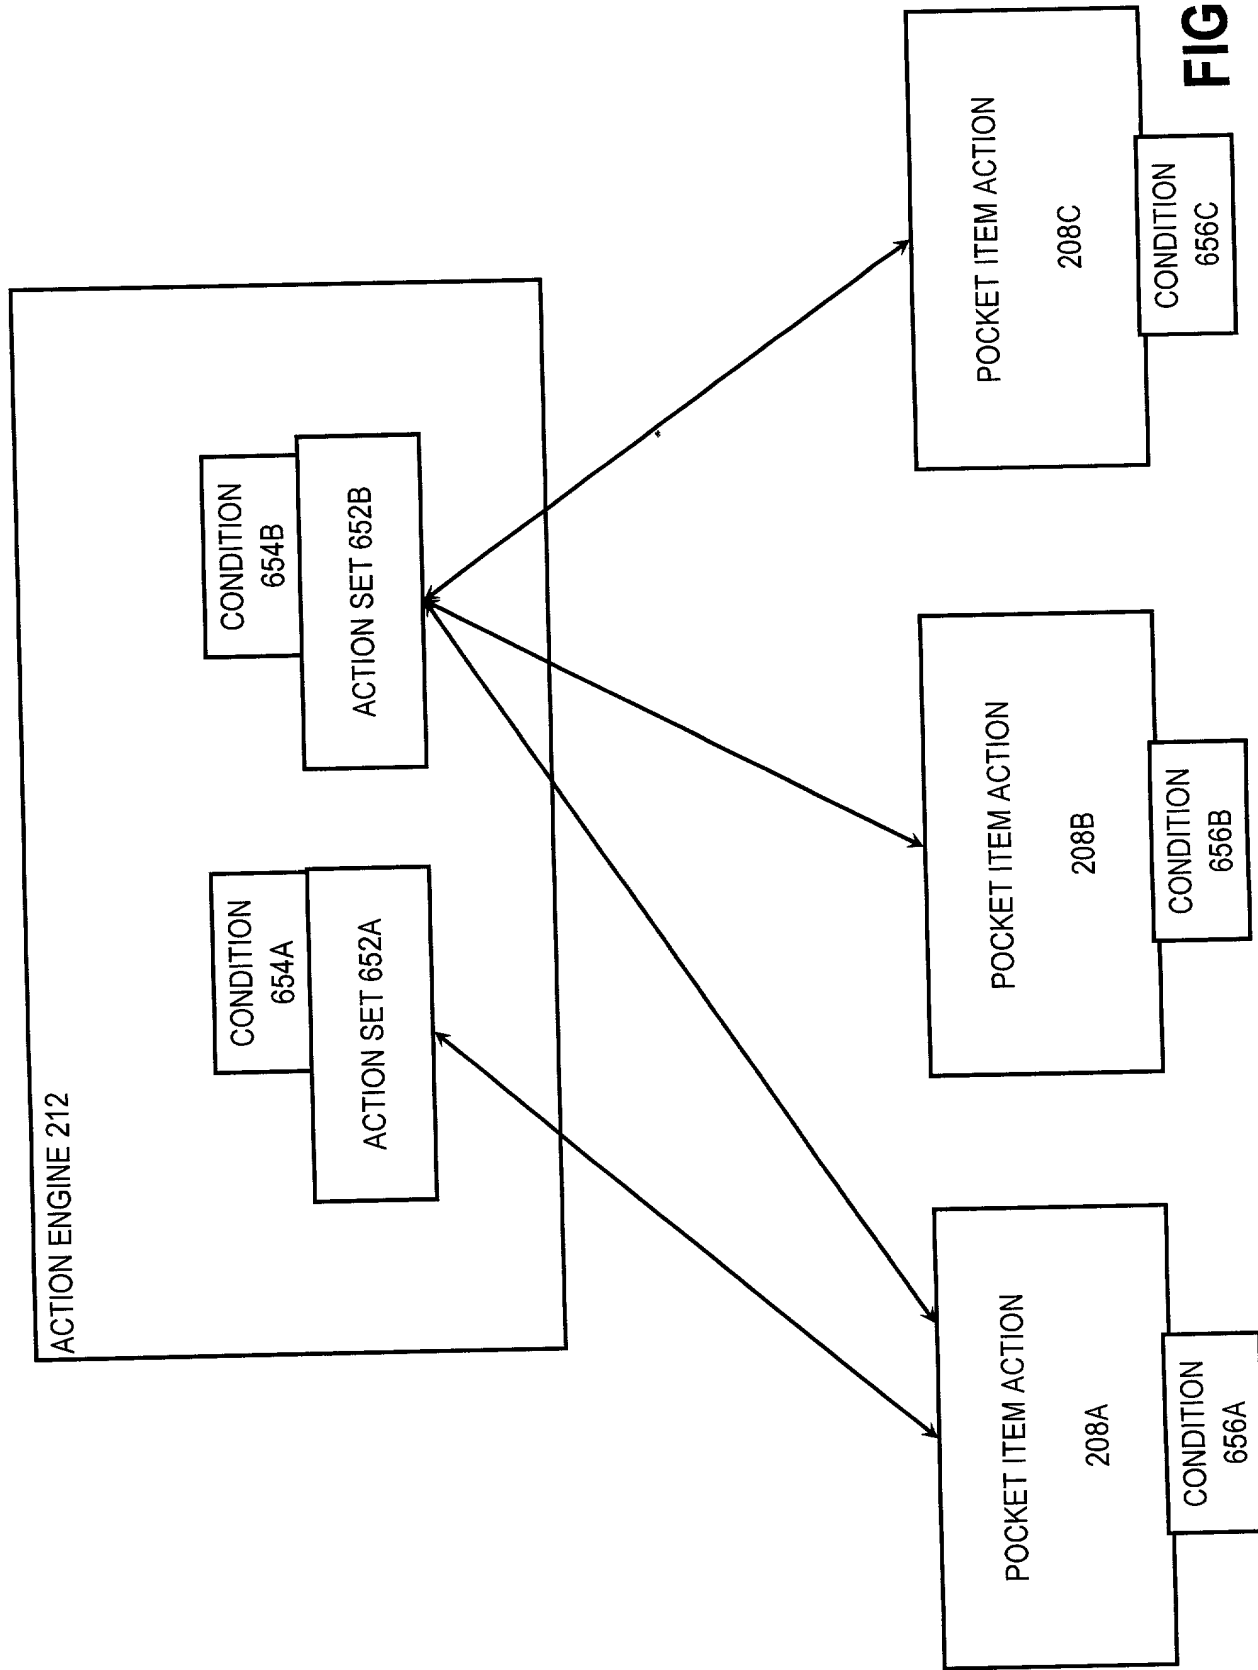 ACTION ENGINE 212
CONDITION
654A
ACTION SET 652A
CONDITION
654B
ACTION SET 652B
POCKET ITEM ACTION
208A
CONDITION
656A
POCKET ITEM ACTION
208B
CONDITION
656B
POCKET ITEM ACTION
208C
CONDITION
656C
FIG